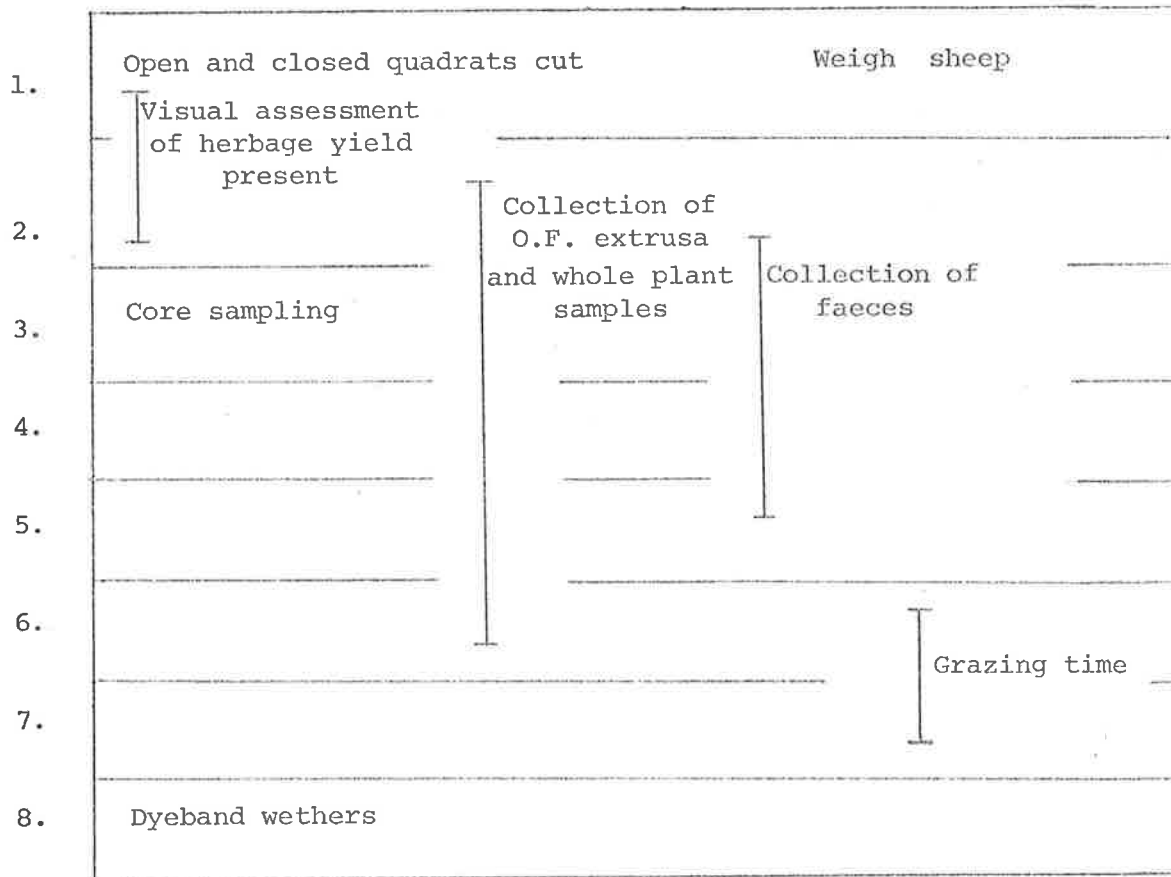 1.
Open and closed quadrats cut
Weigh sheep
Visual assessment
of herbage yield
present
2.
Collection of
O.F. extrusa
and whole plant
samples
Collection of
faeces
3.
Core sampling
4.
5.
6.
Grazing time
7.
8.
Dyeband wethers